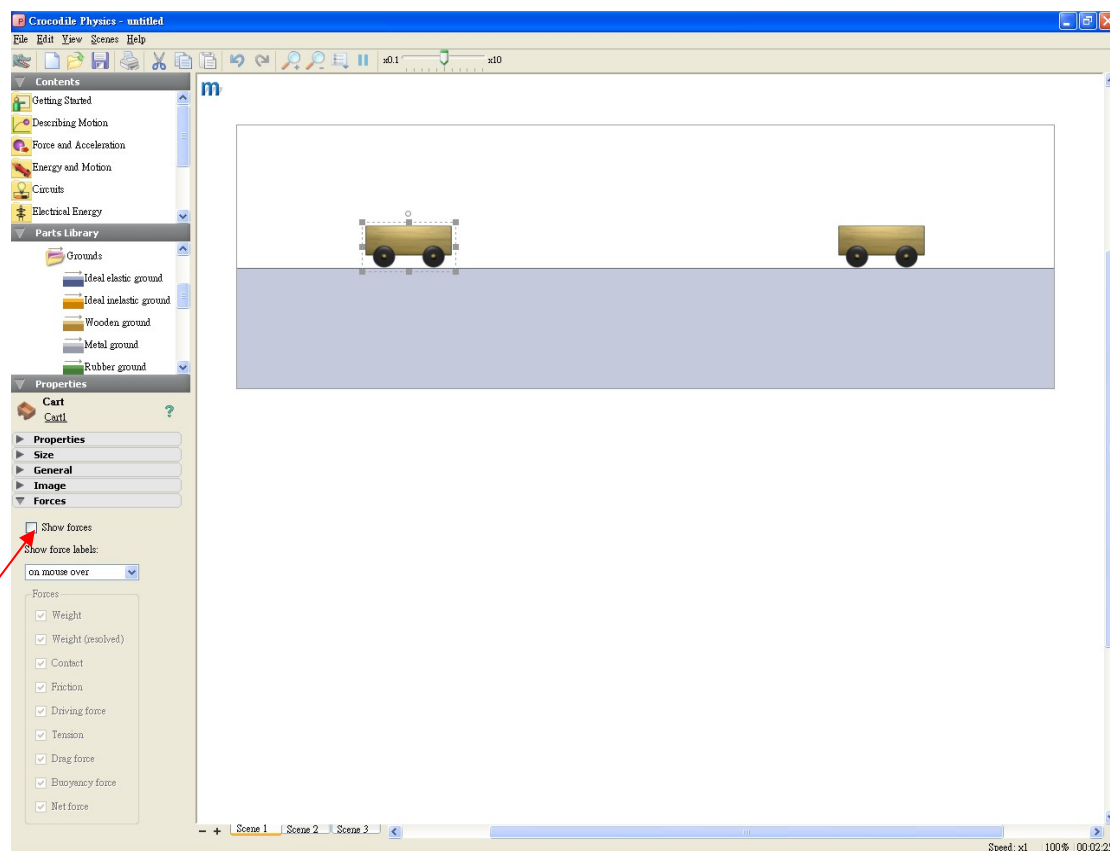 Crocodile Physics - untitled
File Edit View Scenes Help
x0.1 x10
Contents
Getting Started
Describing Motion
Force and Acceleration
Energy and Motion
Circuits
Electrical Energy
Parts Library
Grounds
Ideal elastic ground
Ideal inelastic ground
Wooden ground
Metal ground
Rubber ground
Properties
Cart
Cart1
?
Properties
Size
General
Image
Forces
Show forces
Show force labels:
on mouse over
Forces
Weight
Weight (resolved)
Contact
Friction
Driving force
Tension
Drag force
Buoyancy force
Net force
m
- + Scene 1 Scene 2 Scene 3
Speed: x1 100%